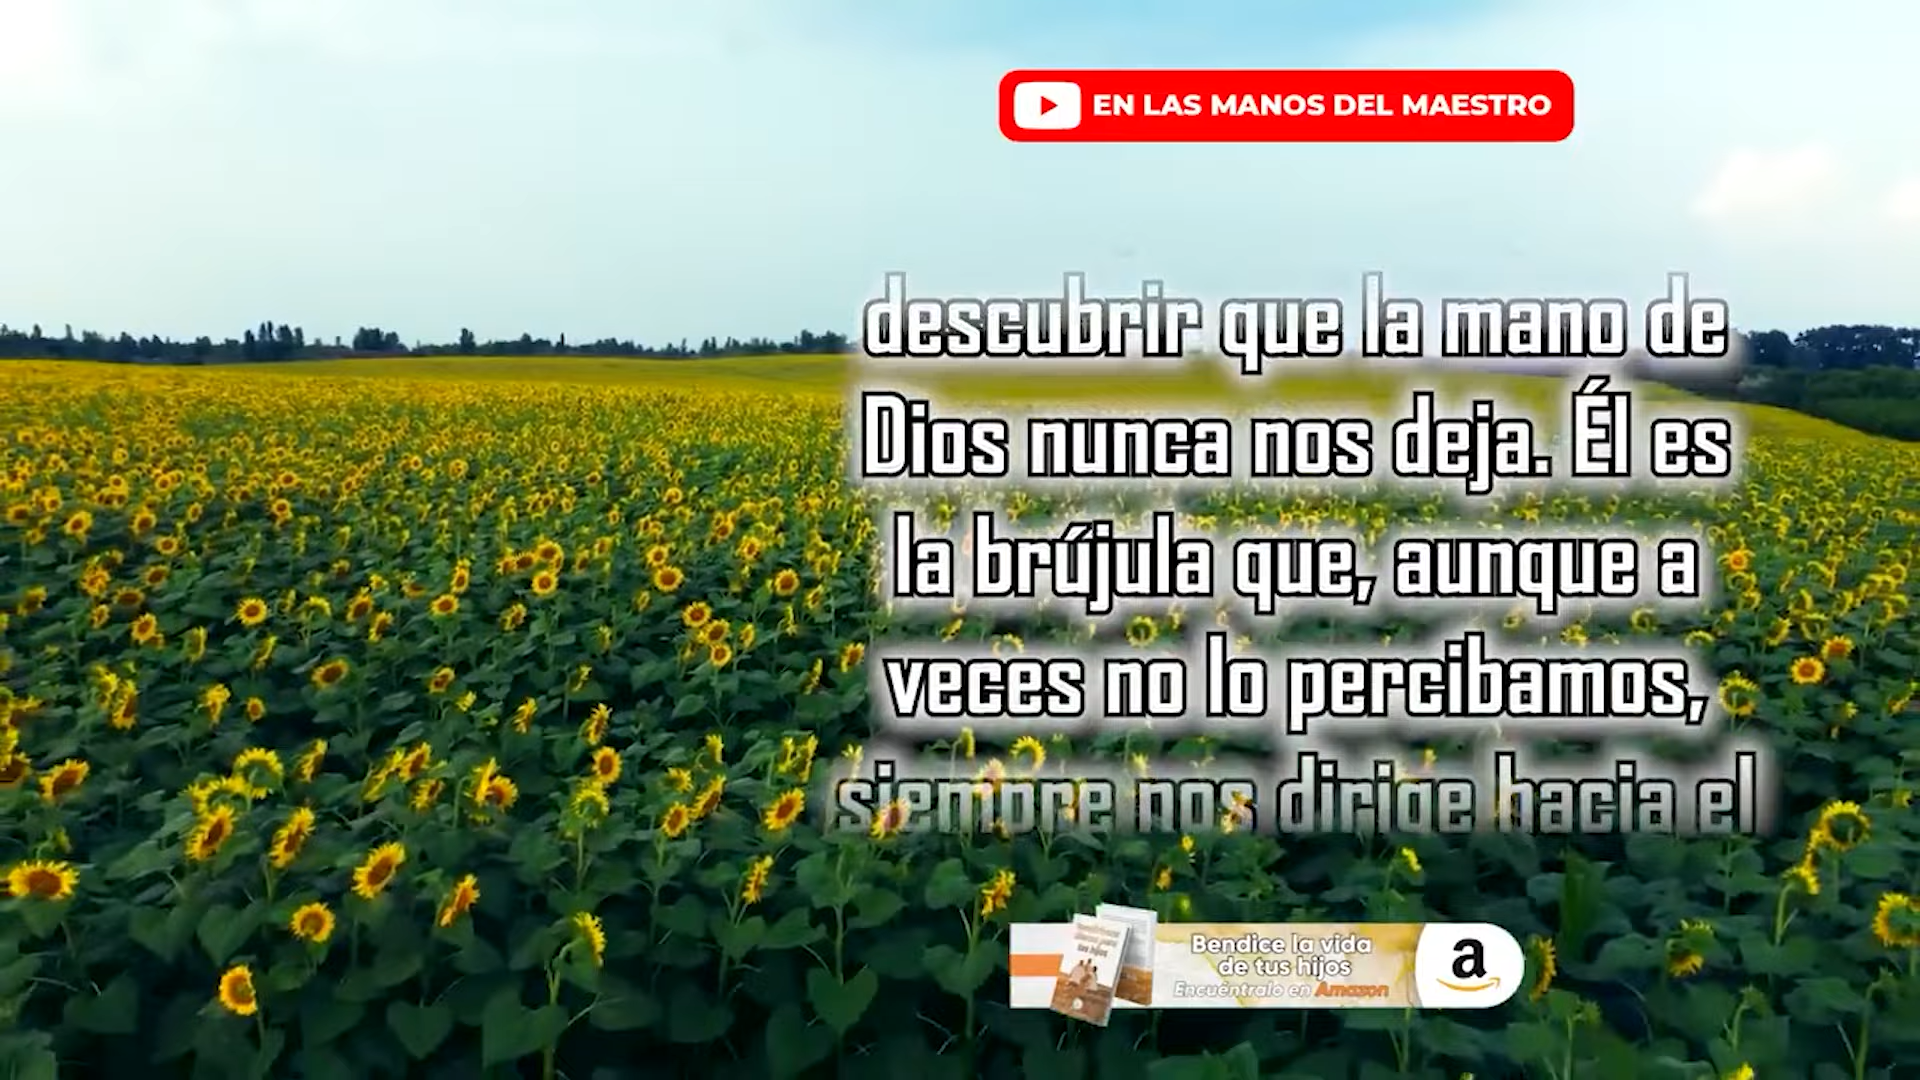 EN LAS MANOS DEL MAESTRO
descubrir que la mano de
Dios nunca nos deja. Él es
la brújula que, aunque a
veces no lo percibamos,
siempre nos dirige hacia el
Bendice la vida
de tus hijos
Encuéntralo en Amazon
a